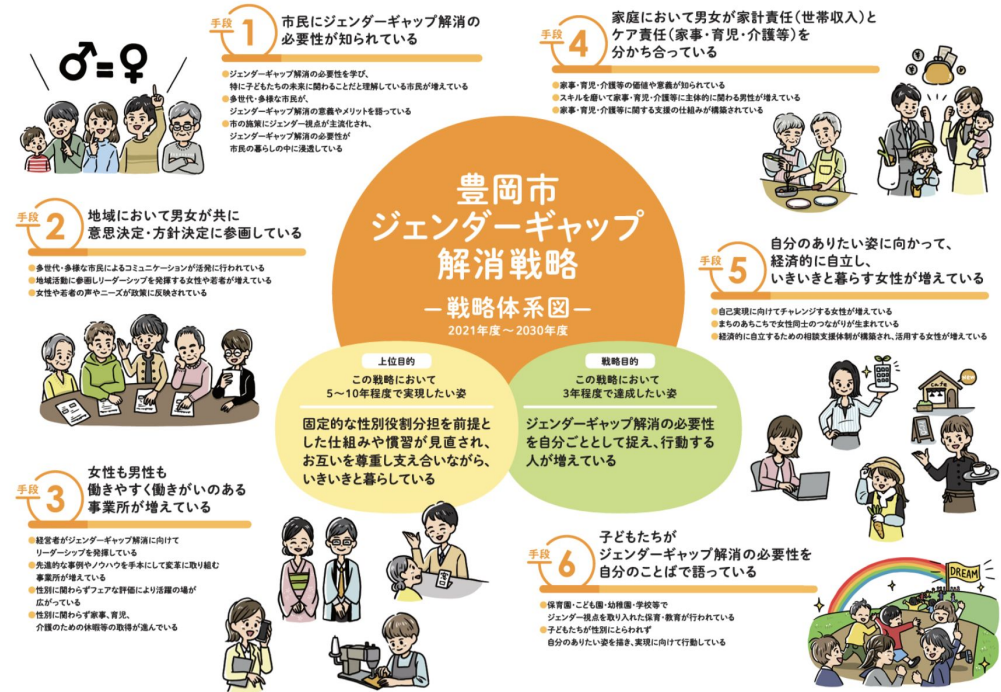 豊岡市
ジェンダーギャップ
解消戦略
―戦略体系図―
2021年度～2030年度
上位目的
この戦略において
5～10年程度で実現したい姿
固定的な性別役割分担を前提
とした仕組みや慣習が見直され、
お互いを尊重し支え合いながら、
いきいきと暮らしている
戦略目的
この戦略において
3年程度で達成したい姿
ジェンダーギャップ解消の必要性
を自分ごととして捉え、行動する
人が増えている
手段 1
市民にジェンダーギャップ解消の
必要性が知られている
●ジェンダーギャップ解消の必要性を学び、
特に子どもたちの未来に関わることだと理解している市民が増えている
●多世代・多様な市民が、
ジェンダーギャップ解消の意義やメリットを語っている
●市の施策にジェンダー視点が主流化され、
ジェンダーギャップ解消の必要性が
市民の暮らしの中に浸透している
♂=♀
手段 2
地域において男女が共に
意思決定・方針決定に参画している
●多世代・多様な市民によるコミュニケーションが活発に行われている
●地域活動に参画しリーダーシップを発揮する女性や若者が増えている
●女性や若者の声やニーズが政策に反映されている
手段 3
女性も男性も
働きやすく働きがいのある
事業所が増えている
●経営者がジェンダーギャップ解消に向けて
リーダーシップを発揮している
●先進的な事例やノウハウを手本にして変革に取り組む
事業所が増えている
●性別に関わらずフェアな評価により活躍の場が
広がっている
●性別に関わらず家事、育児、
介護のための休暇等の取得が進んでいる
手段 4
家庭において男女が家計責任(世帯収入)と
ケア責任(家事・育児・介護等)を
分かち合っている
●家事・育児・介護等の価値や意義が知られている
●スキルを磨いて家事・育児・介護等に主体的に関わる男性が増えている
●家事・育児・介護等に関する支援の仕組みが構築されている
手段 5
自分のありたい姿に向かって、
経済的に自立し、
いきいきと暮らす女性が増えている
●自己実現に向けてチャレンジする女性が増えている
●まちのあちこちで女性同士のつながりが生まれている
●経済的に自立するための相談支援体制が構築され、活用する女性が増えている
cafe
NEW
手段 6
子どもたちが
ジェンダーギャップ解消の必要性を
自分のことばで語っている
●保育園・こども園・幼稚園・学校等で
ジェンダー視点を取り入れた保育・教育が行われている
●子どもたちが性別にとらわれず
自分のありたい姿を描き、実現に向けて行動している
DREAM